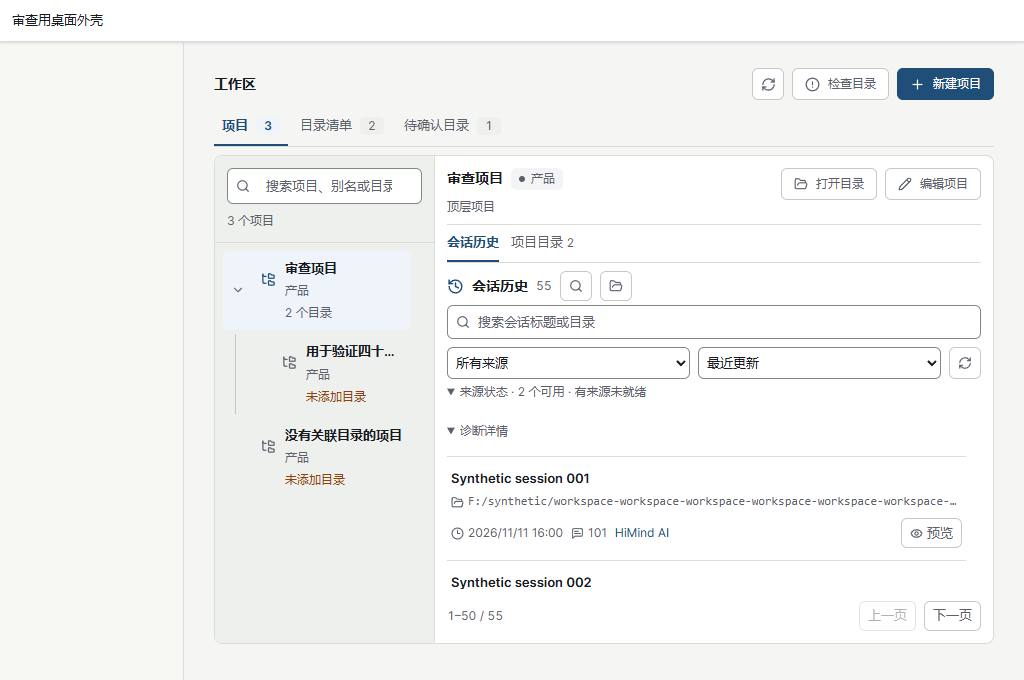 审查用桌面外壳
工作区
检查目录
新建项目
项目 3
目录清单 2
待确认目录 1
搜索项目、别名或目录
3 个项目
审查项目
产品
2 个目录
用于验证四十...
产品
未添加目录
没有关联目录的项目
产品
未添加目录
审查项目
产品
顶层项目
打开目录
编辑项目
会话历史
项目目录 2
会话历史 55
搜索会话标题或目录
所有来源
最近更新
来源状态 · 2 个可用 · 有来源未就绪
诊断详情
Synthetic session 001
F:/synthetic/workspace-workspace-workspace-workspace-workspace-workspace-…
2026/11/11 16:00 101 HiMind AI
预览
Synthetic session 002
1–50 / 55
上一页
下一页